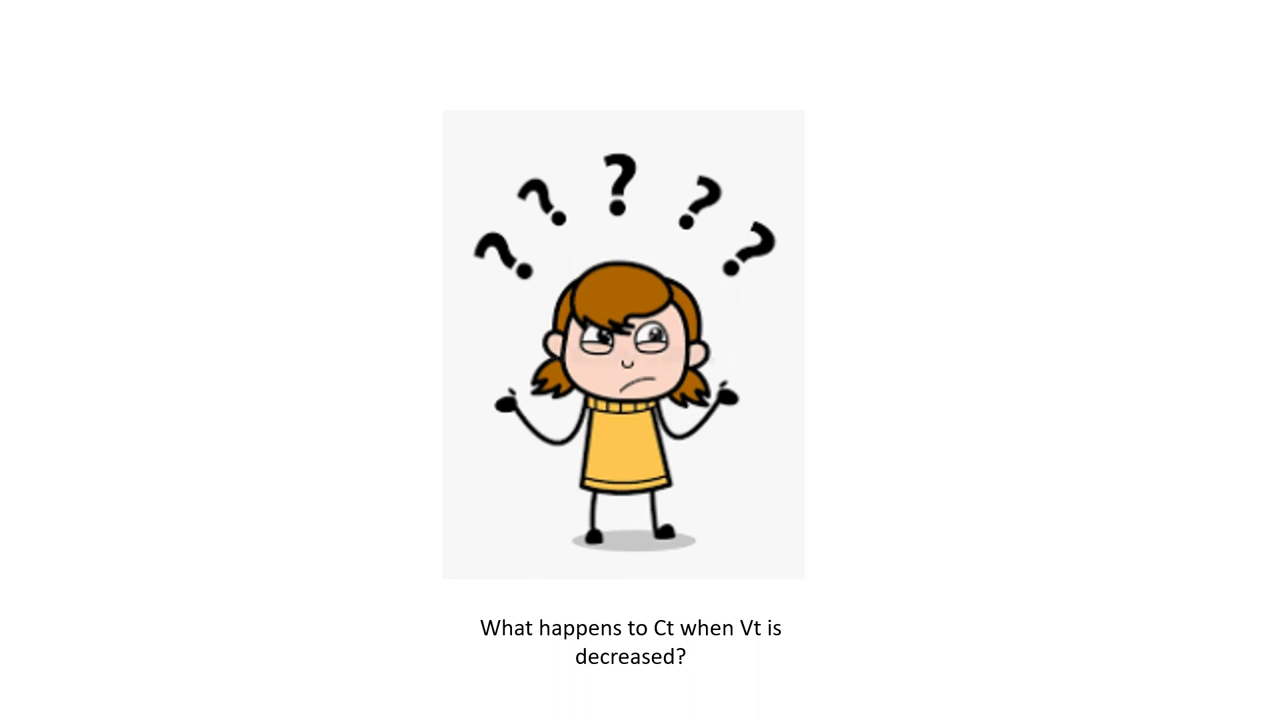 ? ? ? ? ?
What happens to Ct when Vt is
decreased?